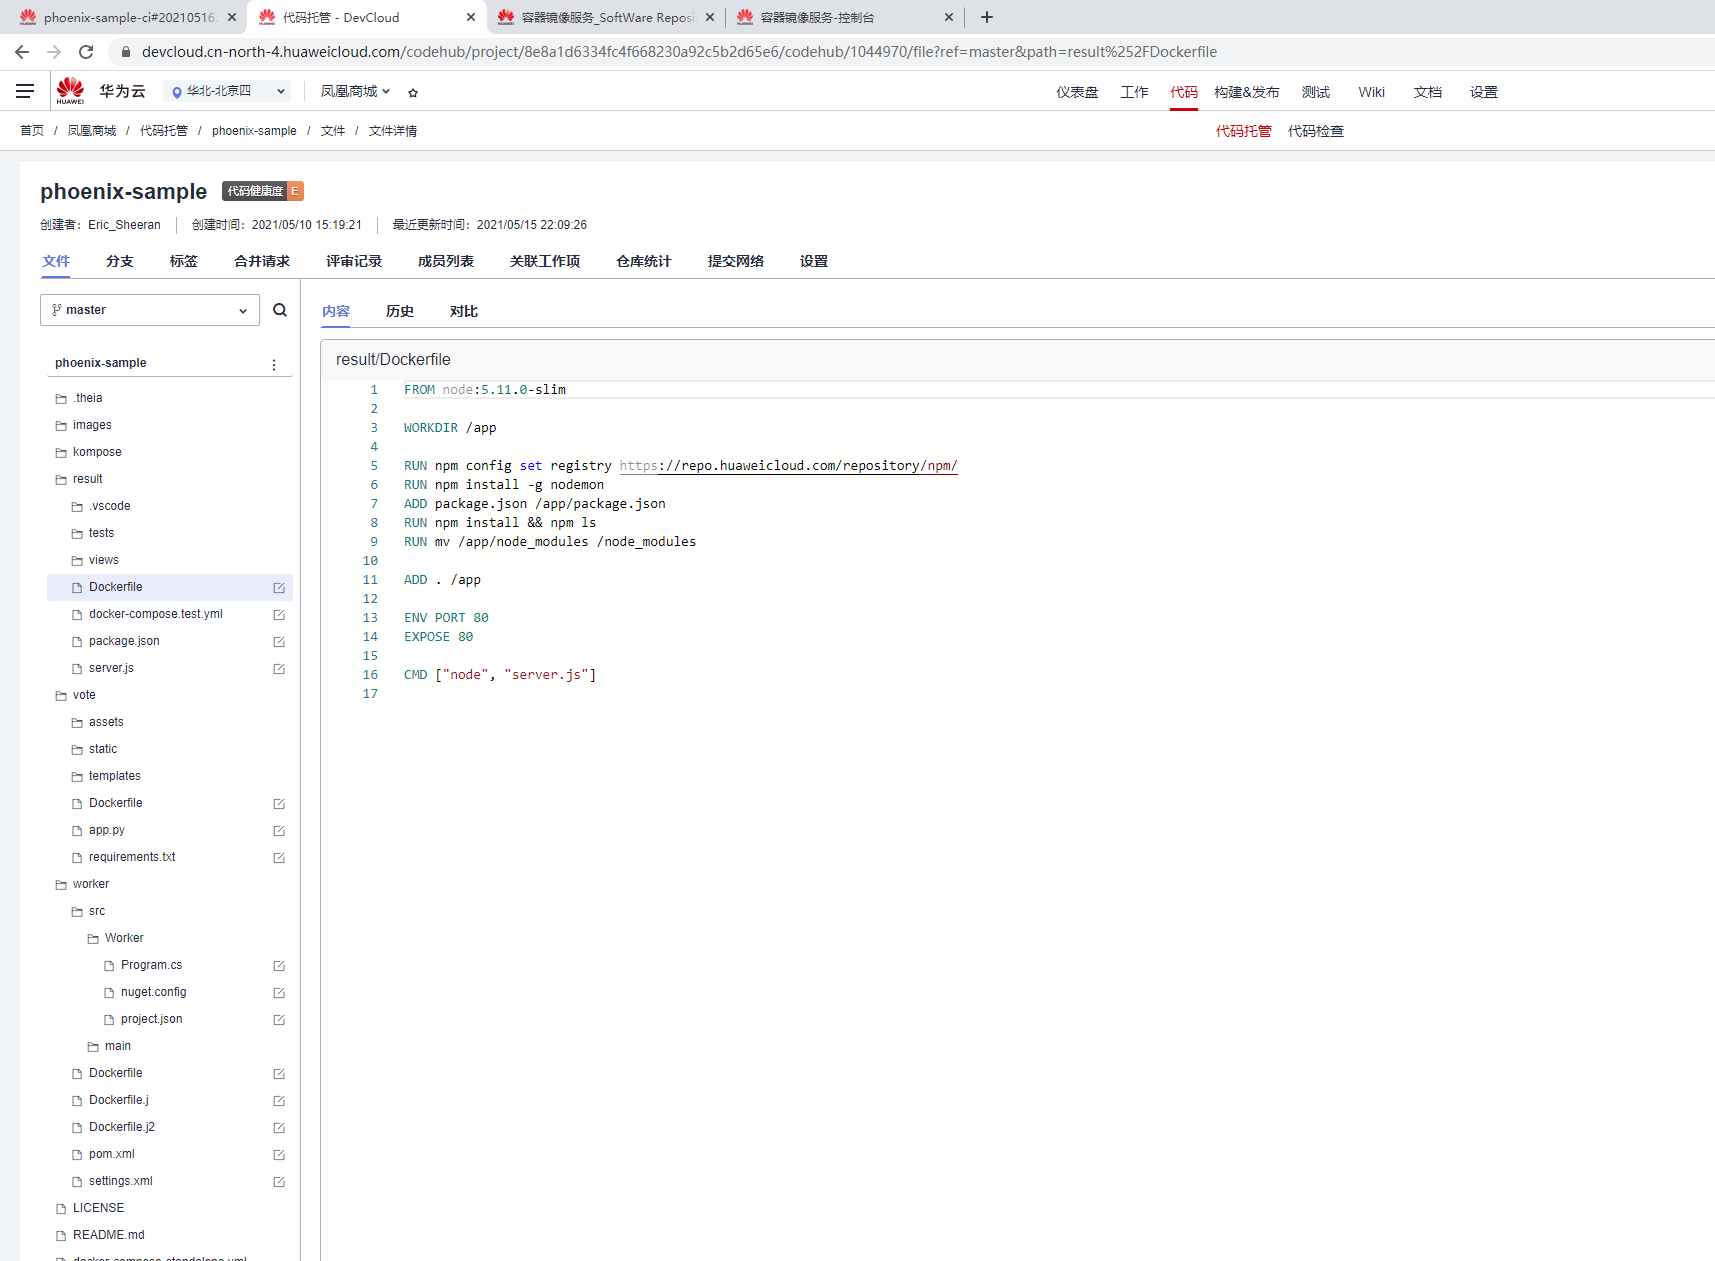 phoenix-sample-ci#20210516.
代码托管 - DevCloud
容器镜像服务_SoftWare Reposi
容器镜像服务-控制台
devcloud.cn-north-4.huaweicloud.com/codehub/project/8e8a1d6334fc4f668230a92c5b2d65e6/codehub/1044970/file?ref=master&path=result%252FDockerfile
HUAWEI 华为云 华北-北京四 凤凰商城 仪表盘 工作 代码 构建&发布 测试 Wiki 文档 设置
首页 / 凤凰商城 / 代码托管 / phoenix-sample / 文件 / 文件详情 代码托管 代码检查
phoenix-sample 代码健康度 E
创建者：Eric_Sheeran 创建时间：2021/05/10 15:19:21 最近更新时间：2021/05/15 22:09:26
文件 分支 标签 合并请求 评审记录 成员列表 关联工作项 仓库统计 提交网络 设置
master
phoenix-sample
.theia
images
kompose
result
.vscode
tests
views
Dockerfile
docker-compose.test.yml
package.json
server.js
vote
assets
static
templates
Dockerfile
app.py
requirements.txt
worker
src
Worker
Program.cs
nuget.config
project.json
main
Dockerfile
Dockerfile.j
Dockerfile.j2
pom.xml
settings.xml
LICENSE
README.md
docker-compose-standalone.yml
内容 历史 对比
result/Dockerfile
1 FROM node:5.11.0-slim
2
3 WORKDIR /app
4
5 RUN npm config set registry https://repo.huaweicloud.com/repository/npm/
6 RUN npm install -g nodemon
7 ADD package.json /app/package.json
8 RUN npm install && npm ls
9 RUN mv /app/node_modules /node_modules
10
11 ADD . /app
12
13 ENV PORT 80
14 EXPOSE 80
15
16 CMD ["node", "server.js"]
17